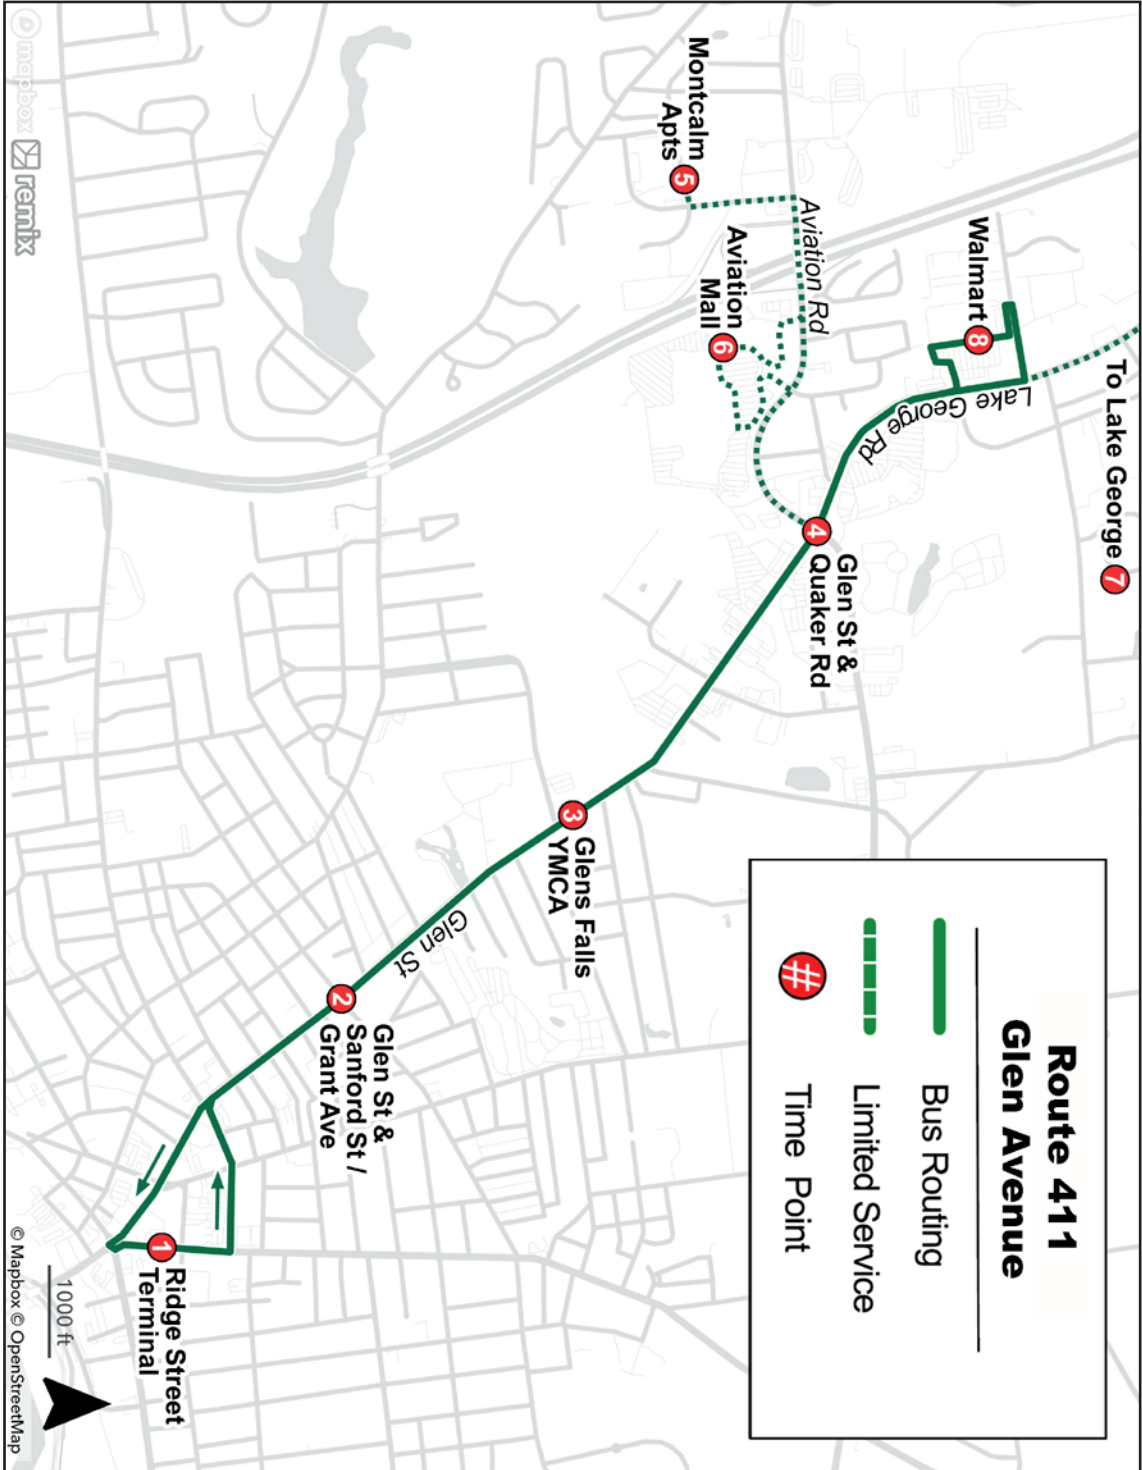 Route 411
Glen Avenue
Bus Routing
Limited Service
# Time Point
To Lake George 7
Walmart 8
Lake George Rd
Aviation Rd
Montcalm
Apts 5
Aviation
Mall 6
4 Glen St &
Quaker Rd
3 Glens Falls
YMCA
Glen St
2 Glen St &
Sanford St /
Grant Ave
1 Ridge Street
Terminal
1000 ft
mapbox remix
© Mapbox © OpenStreetMap